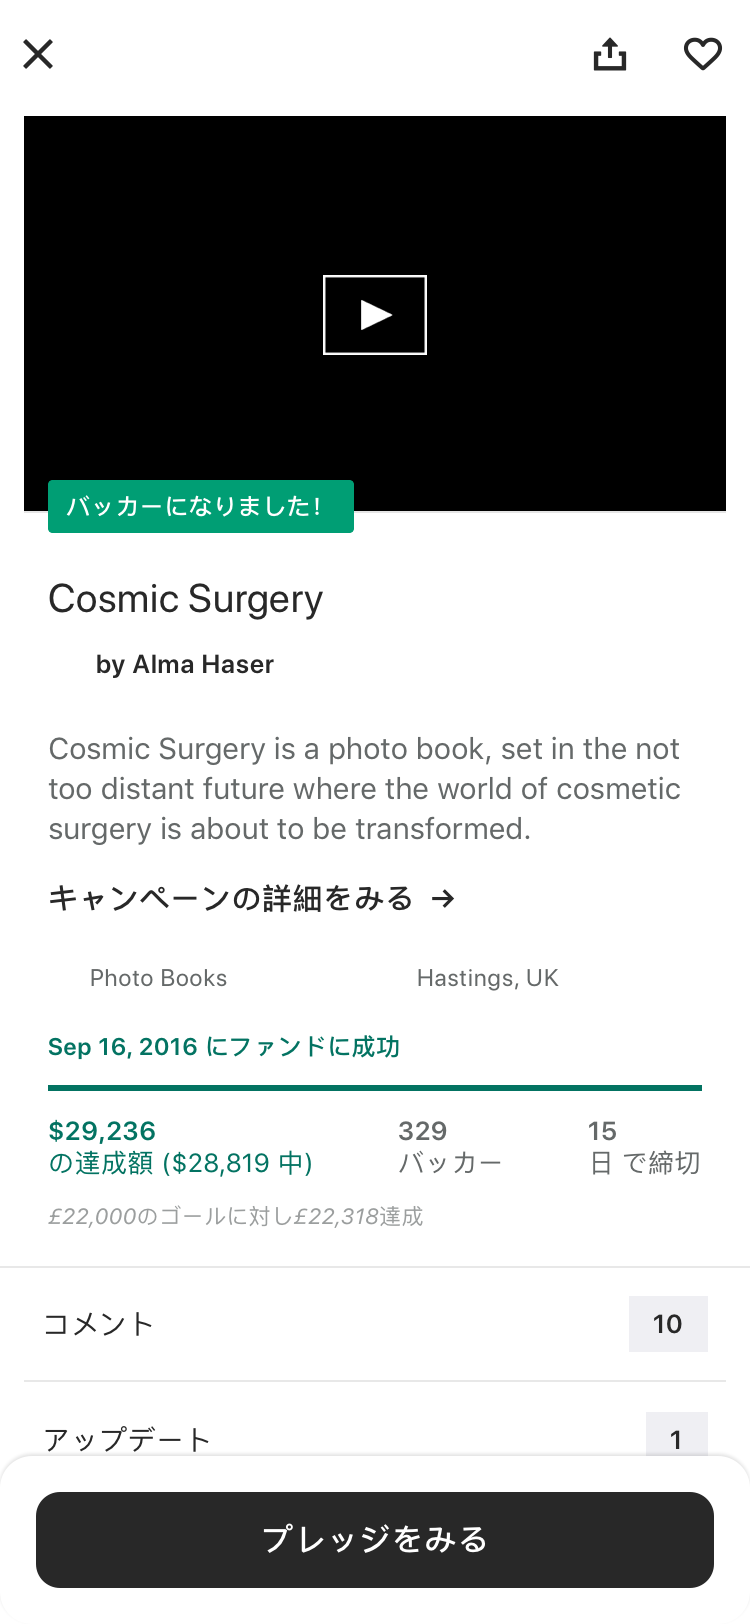 バッカーになりました!
Cosmic Surgery
by Alma Haser
Cosmic Surgery is a photo book, set in the not
too distant future where the world of cosmetic
surgery is about to be transformed.
キャンペーンの詳細をみる →
Photo Books
Hastings, UK
Sep 16, 2016 にファンドに成功
$29,236
の達成額 ($28,819 中)
329
バッカー
15
日 で締切
£22,000のゴールに対し£22,318達成
コメント
10
アップデート
1
プレッジをみる